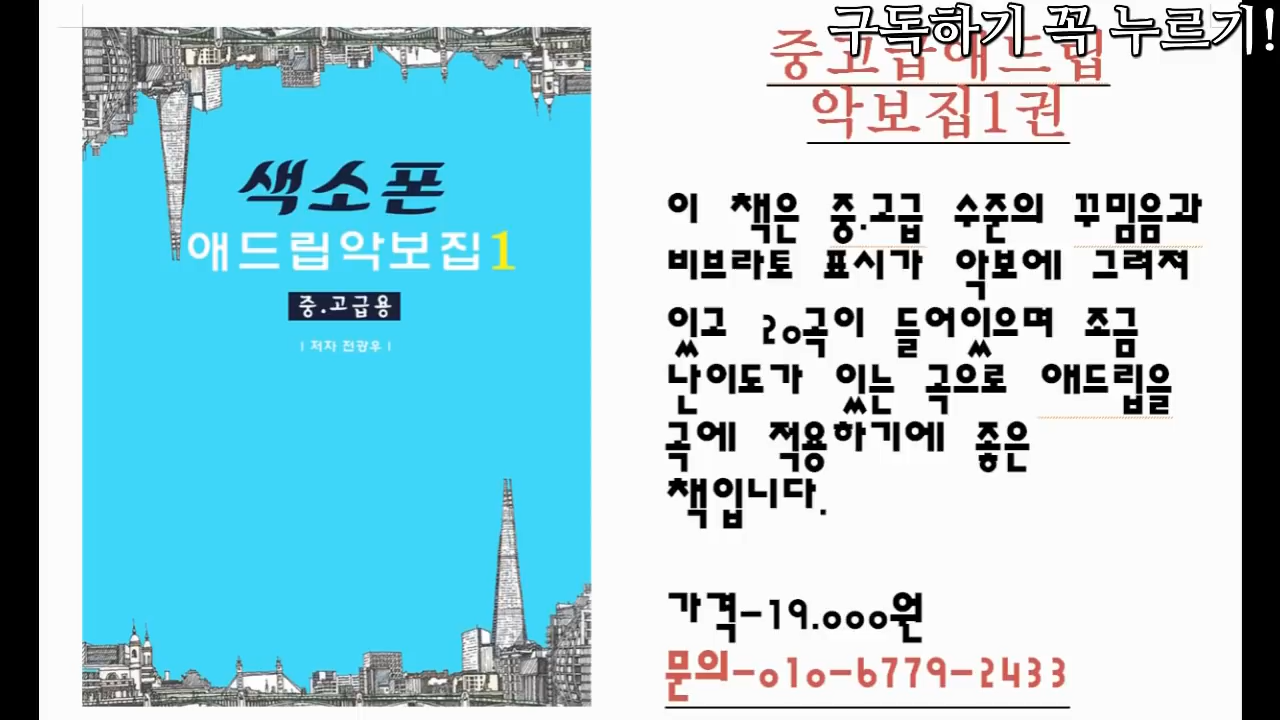 구독하기 꼭 누르기!
중고급애드립
악보집1권
색소폰
애드립악보집1
중.고급용
| 저자 전광우 |
이 책은 중.고급 수준의 꾸밈음과
비브라토 표시가 악보에 그려져
있고 20곡이 들어있으며 조금
난이도가 있는 곡으로 애드립을
곡에 적용하기에 좋은
책입니다.
가격-19.000원
문의-010-6779-2433